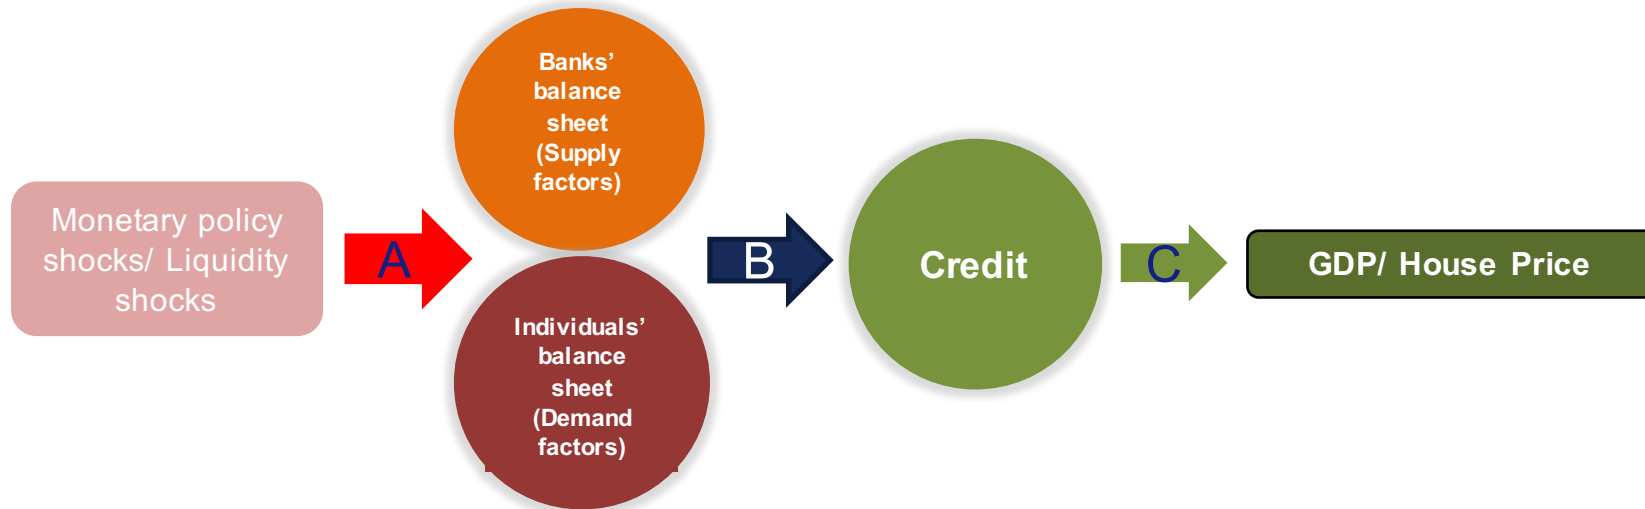 Monetary policy
shocks/ Liquidity
shocks
A
Banks’
balance
sheet
(Supply
factors)
Individuals’
balance
sheet
(Demand
factors)
B
Credit
C
GDP/ House Price